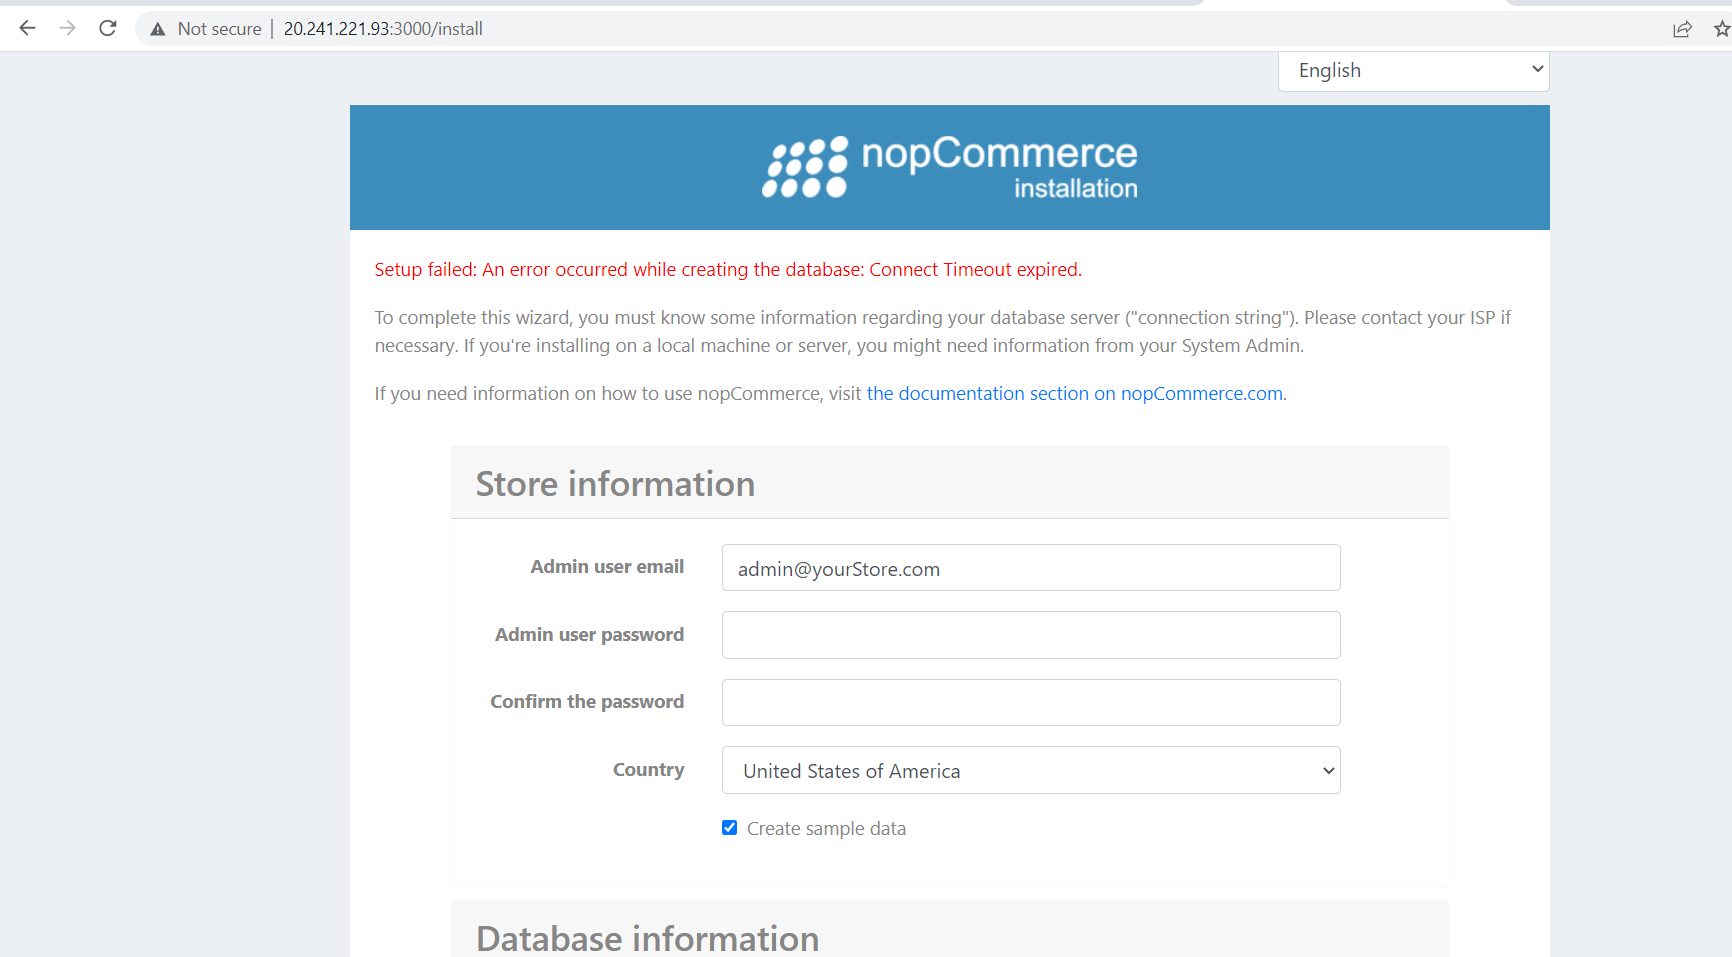 Not secure | 20.241.221.93:3000/install
English
nopCommerce
installation
Setup failed: An error occurred while creating the database: Connect Timeout expired.
To complete this wizard, you must know some information regarding your database server ("connection string"). Please contact your ISP if
necessary. If you're installing on a local machine or server, you might need information from your System Admin.
If you need information on how to use nopCommerce, visit the documentation section on nopCommerce.com.
Store information
Admin user email admin@yourStore.com
Admin user password
Confirm the password
Country United States of America
Create sample data
Database information